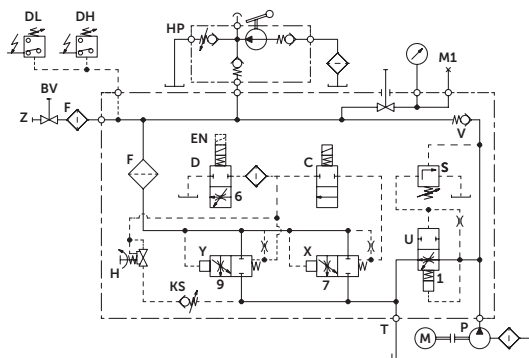 DL DH HP
M1
BV
Z F V
EN
D C
F S
6
Y X U
H 9 7 1
KS
T P
M